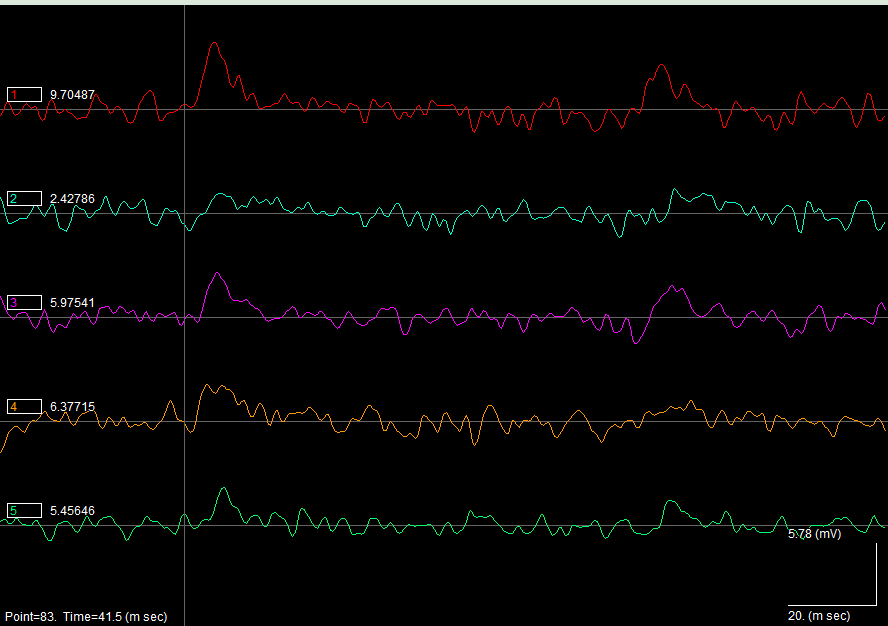 1 9.70487
2 2.42786
3 5.97541
4 6.37715
5 5.45646
5.78 (mV)
Point=83. Time=41.5 (m sec)
20. (m sec)